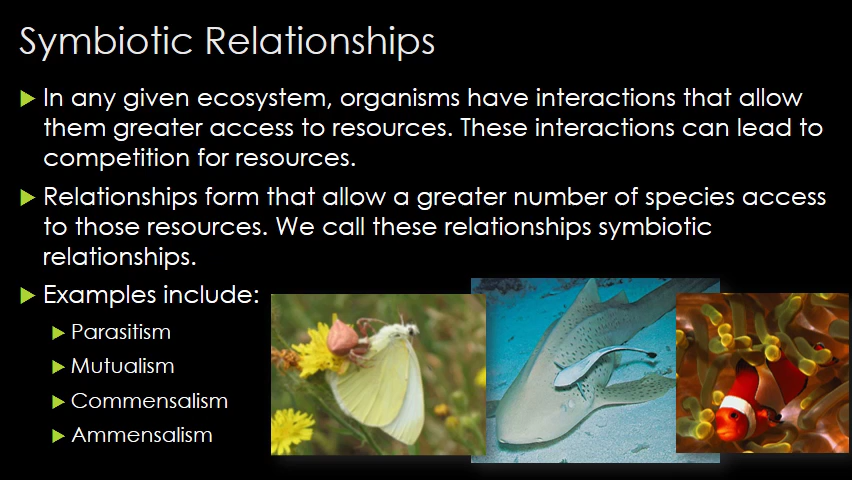 Symbiotic Relationships
In any given ecosystem, organisms have interactions that allow
them greater access to resources. These interactions can lead to
competition for resources.
Relationships form that allow a greater number of species access
to those resources. We call these relationships symbiotic
relationships.
Examples include:
Parasitism
Mutualism
Commensalism
Ammensalism